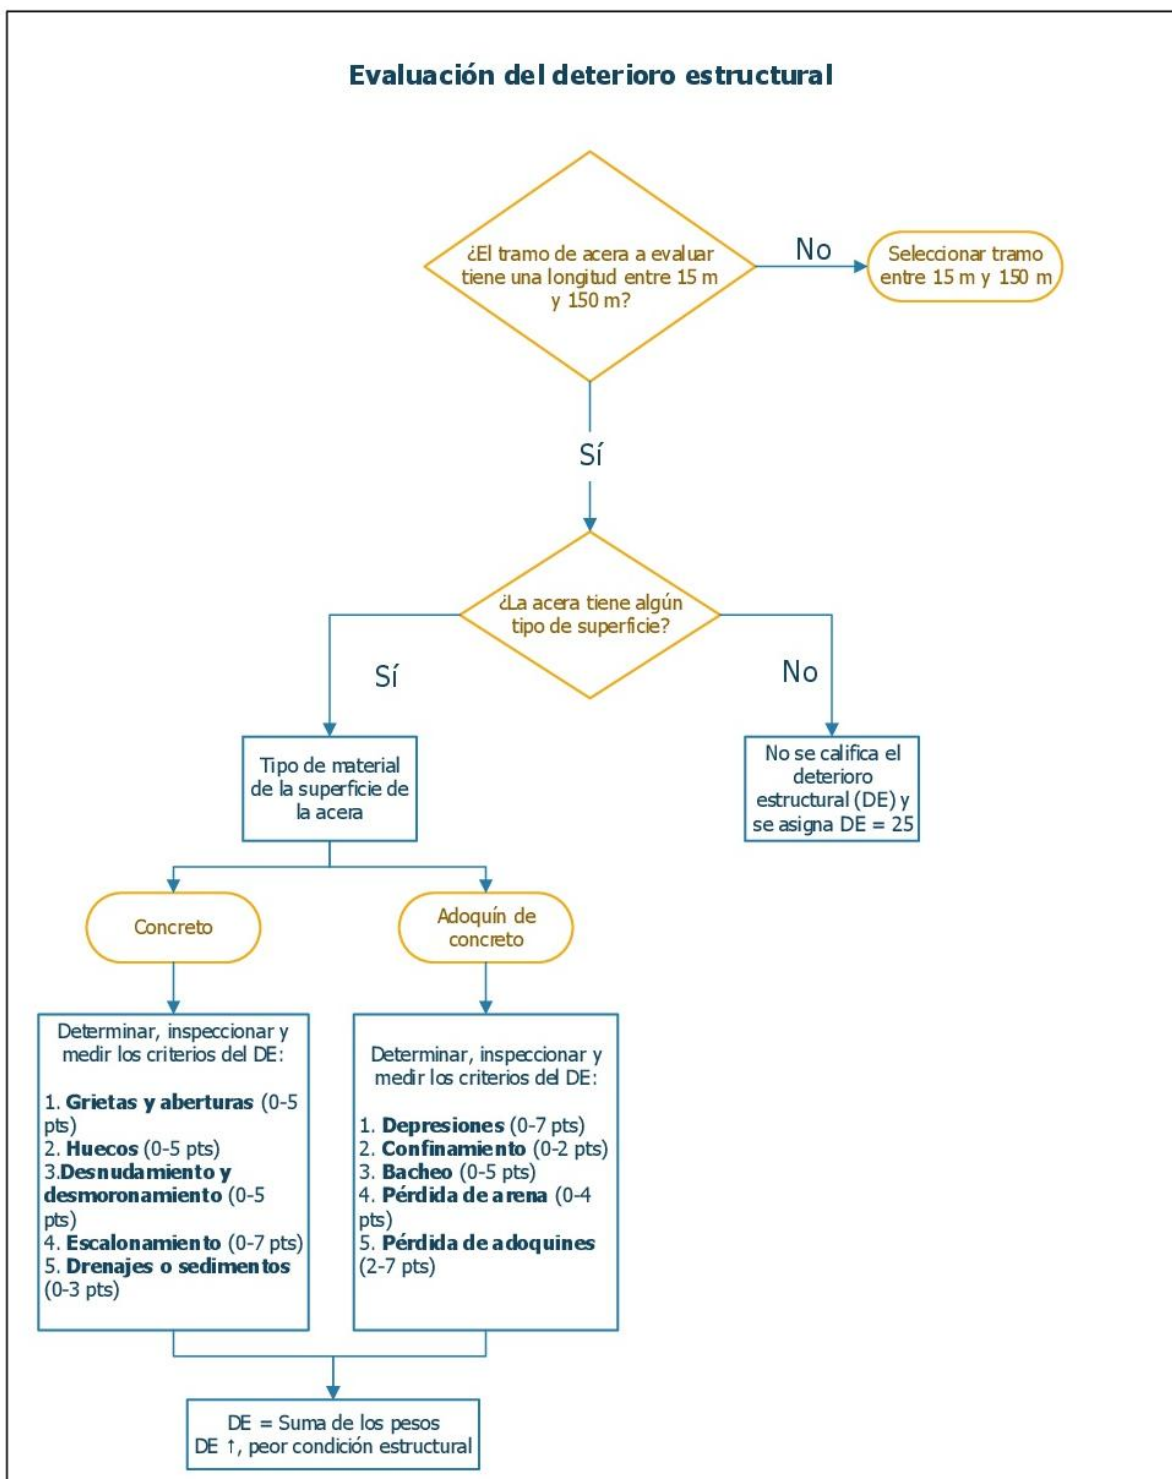 Evaluación del deterioro estructural
¿El tramo de acera a evaluar
tiene una longitud entre 15 m
y 150 m?
No
Seleccionar tramo
entre 15 m y 150 m
Sí
¿La acera tiene algún
tipo de superficie?
Sí
No
Tipo de material
de la superficie de
la acera
No se califica el
deterioro
estructural (DE) y
se asigna DE = 25
Concreto
Adoquín de
concreto
Determinar, inspeccionar y
medir los criterios del DE:
1. Grietas y aberturas (0-5
pts)
2. Huecos (0-5 pts)
3.Desnudamiento y
desmoronamiento (0-5
pts)
4. Escalonamiento (0-7 pts)
5. Drenajes o sedimentos
(0-3 pts)
Determinar, inspeccionar y
medir los criterios del DE:
1. Depresiones (0-7 pts)
2. Confinamiento (0-2 pts)
3. Bacheo (0-5 pts)
4. Pérdida de arena (0-4
pts)
5. Pérdida de adoquines
(2-7 pts)
DE = Suma de los pesos
DE ↑, peor condición estructural